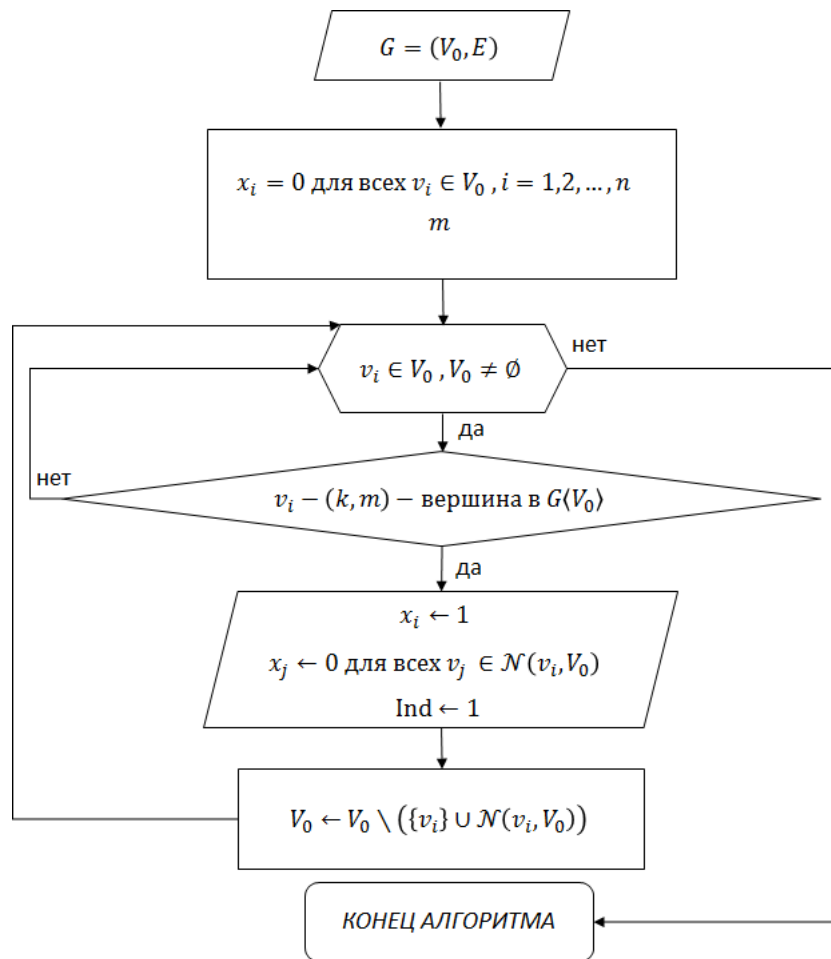 G = (V₀, E)
xᵢ = 0 для всех vᵢ ∈ V₀ , i = 1,2, … , n
m
нет
vᵢ ∈ V₀ , V₀ ≠ ∅
да
нет
vᵢ − (k, m) − вершина в G⟨V₀⟩
да
xᵢ ← 1
xⱼ ← 0 для всех vⱼ ∈ 𝒩(vᵢ, V₀)
Ind ← 1
V₀ ← V₀ ∖ ({vᵢ} ∪ 𝒩(vᵢ, V₀))
КОНЕЦ АЛГОРИТМА